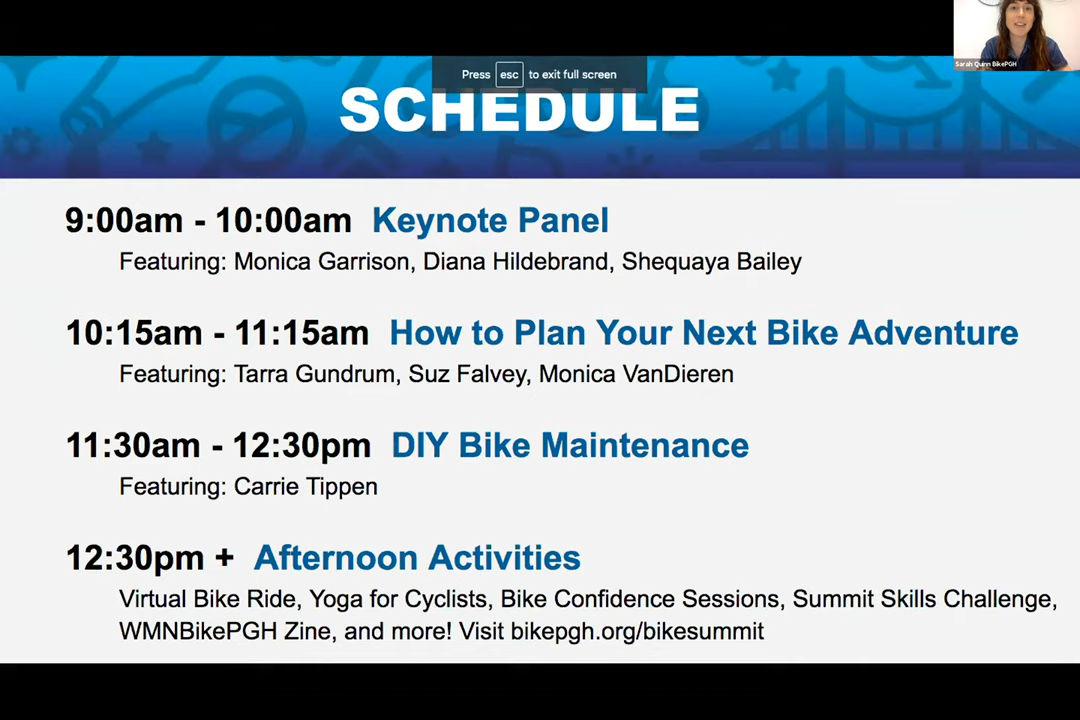 Sarah Quinn BikePGH
Press esc to exit full screen
SCHEDULE
9:00am - 10:00am Keynote Panel
Featuring: Monica Garrison, Diana Hildebrand, Shequaya Bailey
10:15am - 11:15am How to Plan Your Next Bike Adventure
Featuring: Tarra Gundrum, Suz Falvey, Monica VanDieren
11:30am - 12:30pm DIY Bike Maintenance
Featuring: Carrie Tippen
12:30pm + Afternoon Activities
Virtual Bike Ride, Yoga for Cyclists, Bike Confidence Sessions, Summit Skills Challenge,
WMNBikePGH Zine, and more! Visit bikepgh.org/bikesummit